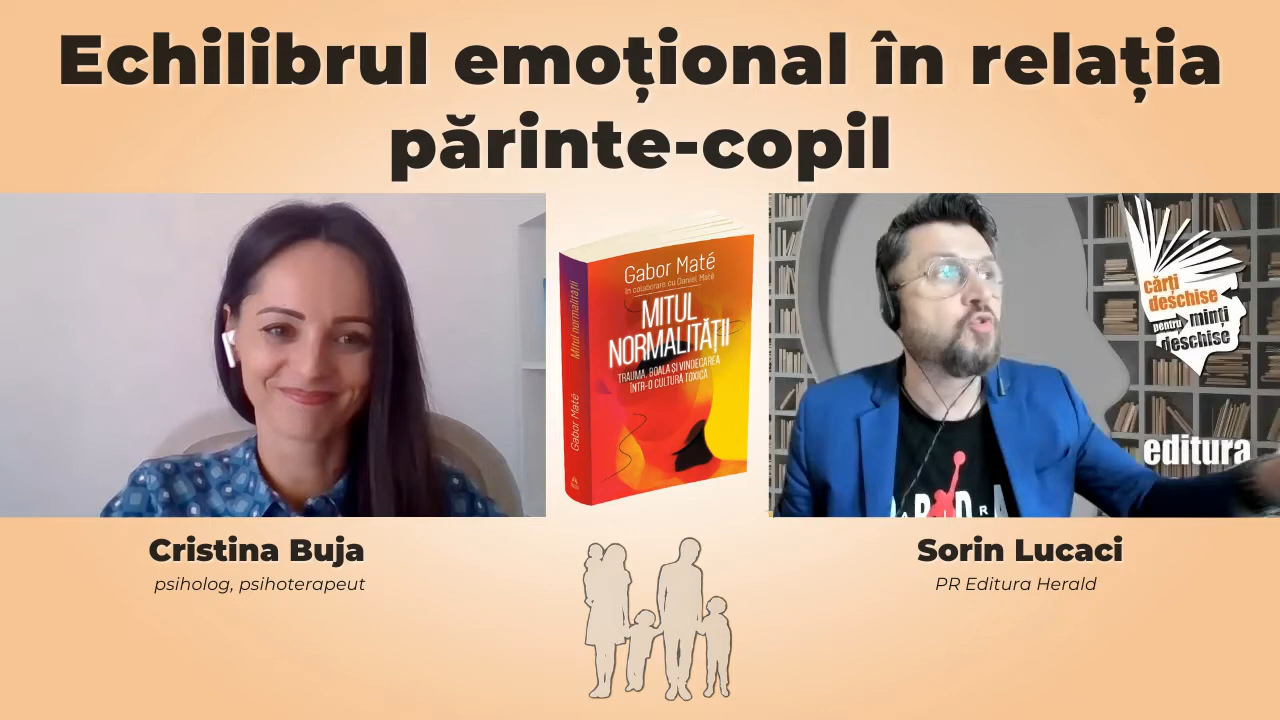 Echilibrul emoțional în relația
părinte-copil
Gabor Maté
în colaborare cu Daniel Maté
MITUL
NORMALITĂȚII
TRAUMA, BOALA ȘI VINDECAREA
ÎNTR-O CULTURĂ TOXICĂ
Mitul normalității
Gabor Maté
cărți
deschise
pentru minți
deschise
editura
Cristina Buja
psiholog, psihoterapeut
Sorin Lucaci
PR Editura Herald